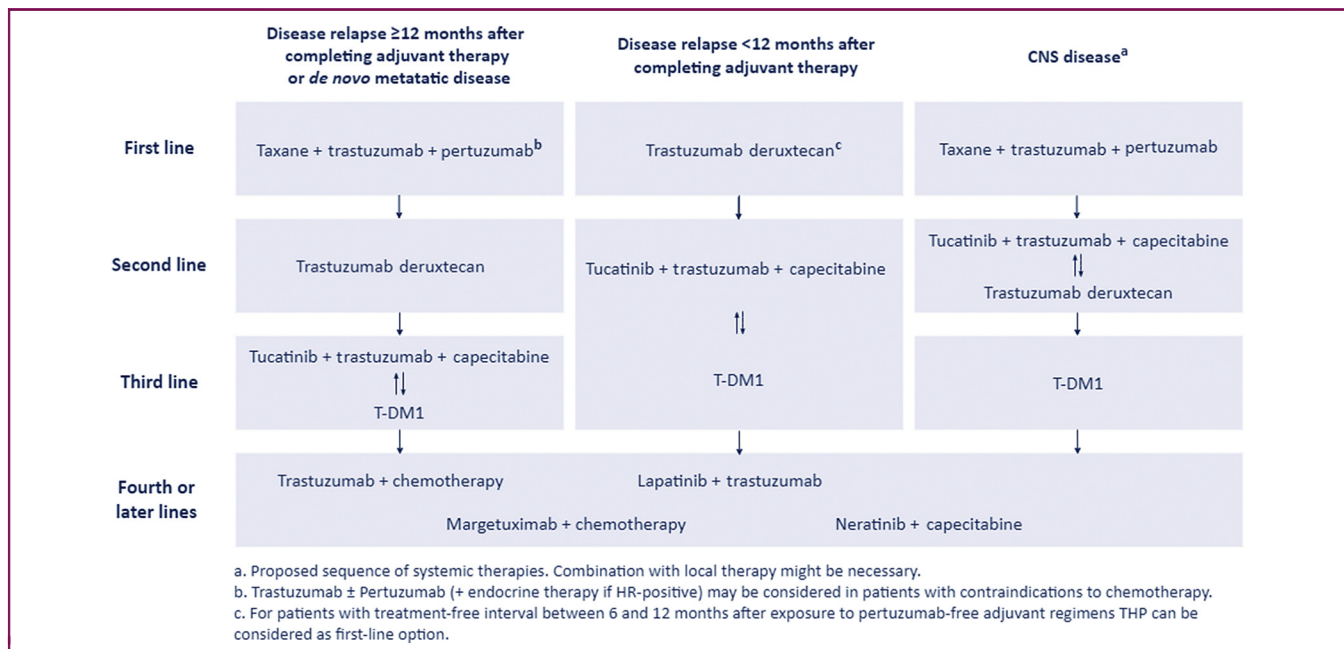 Disease relapse ≥12 months after
completing adjuvant therapy
or de novo metatatic disease
Disease relapse <12 months after
completing adjuvant therapy
CNS diseaseᵃ
First line
Taxane + trastuzumab + pertuzumabᵇ
Trastuzumab deruxtecanᶜ
Taxane + trastuzumab + pertuzumab
Second line
Trastuzumab deruxtecan
Tucatinib + trastuzumab + capecitabine
Tucatinib + trastuzumab + capecitabine
Trastuzumab deruxtecan
Third line
Tucatinib + trastuzumab + capecitabine
T-DM1
T-DM1
T-DM1
Fourth or
later lines
Trastuzumab + chemotherapy
Lapatinib + trastuzumab
Margetuximab + chemotherapy
Neratinib + capecitabine
a. Proposed sequence of systemic therapies. Combination with local therapy might be necessary.
b. Trastuzumab ± Pertuzumab (+ endocrine therapy if HR-positive) may be considered in patients with contraindications to chemotherapy.
c. For patients with treatment-free interval between 6 and 12 months after exposure to pertuzumab-free adjuvant regimens THP can be
considered as first-line option.